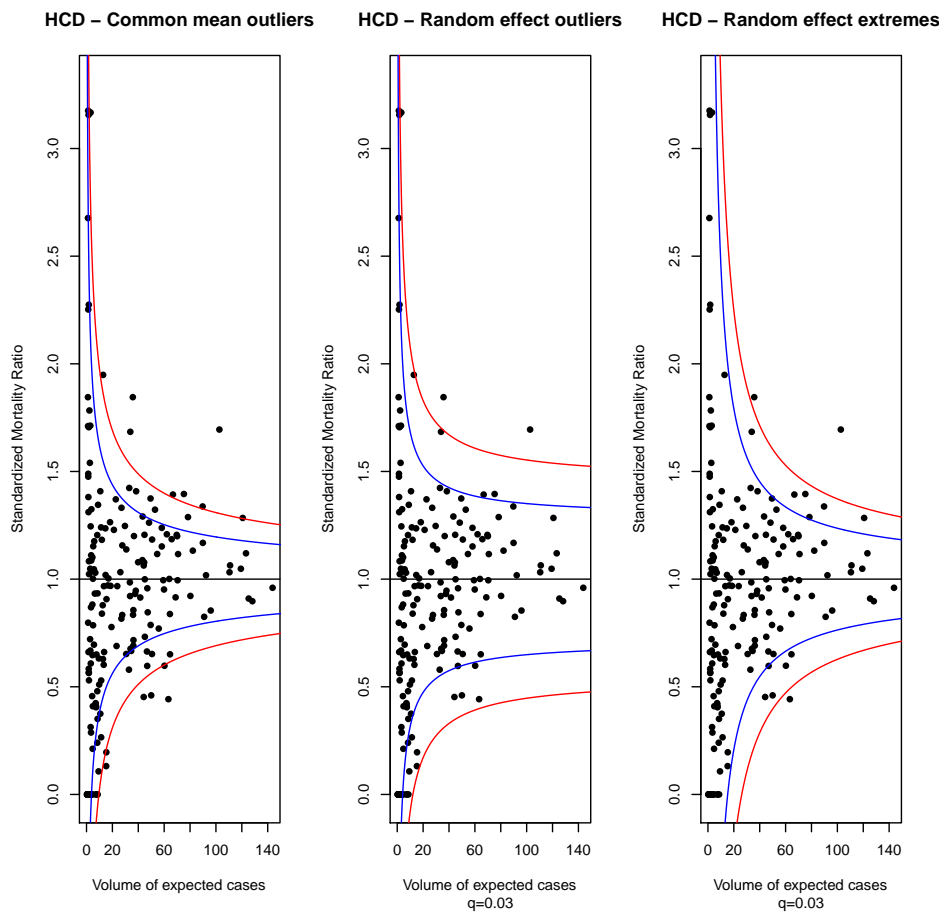 HCD – Common mean outliers
Standardized Mortality Ratio
0.0 0.5 1.0 1.5 2.0 2.5 3.0
0 20 60 100 140
Volume of expected cases
HCD – Random effect outliers
Standardized Mortality Ratio
0.0 0.5 1.0 1.5 2.0 2.5 3.0
0 20 60 100 140
Volume of expected cases
q=0.03
HCD – Random effect extremes
Standardized Mortality Ratio
0.0 0.5 1.0 1.5 2.0 2.5 3.0
0 20 60 100 140
Volume of expected cases
q=0.03